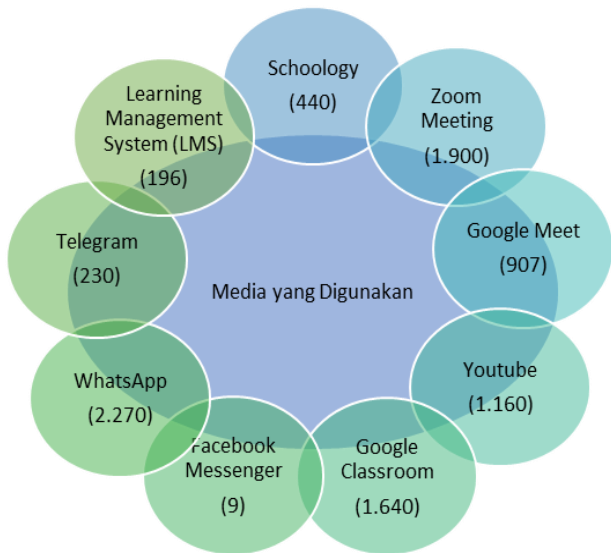 Schoology
(440)
Zoom
Meeting
(1.900)
Google Meet
(907)
Youtube
(1.160)
Google
Classroom
(1.640)
Facebook
Messenger
(9)
WhatsApp
(2.270)
Telegram
(230)
Learning
Management
System (LMS)
(196)
Media yang Digunakan